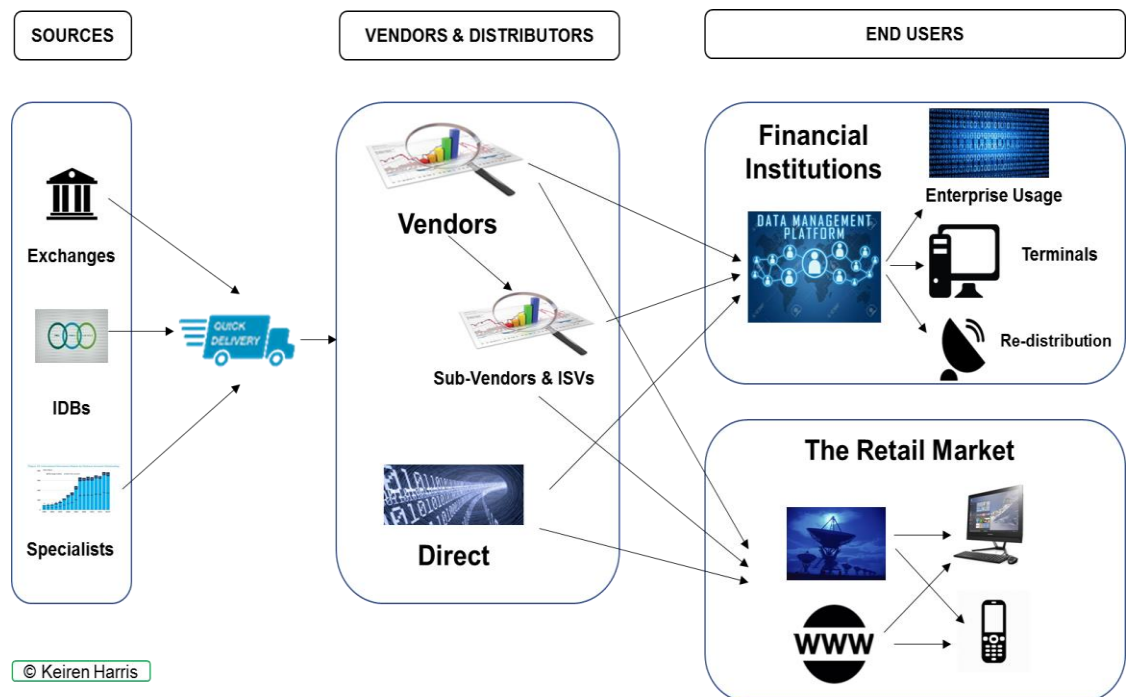 SOURCES
VENDORS & DISTRIBUTORS
END USERS
Exchanges
IDBs
Specialists
QUICK
DELIVERY
Vendors
Sub-Vendors & ISVs
Direct
Financial
Institutions
DATA MANAGEMENT
PLATFORM
Enterprise Usage
Terminals
Re-distribution
The Retail Market
WWW
© Keiren Harris